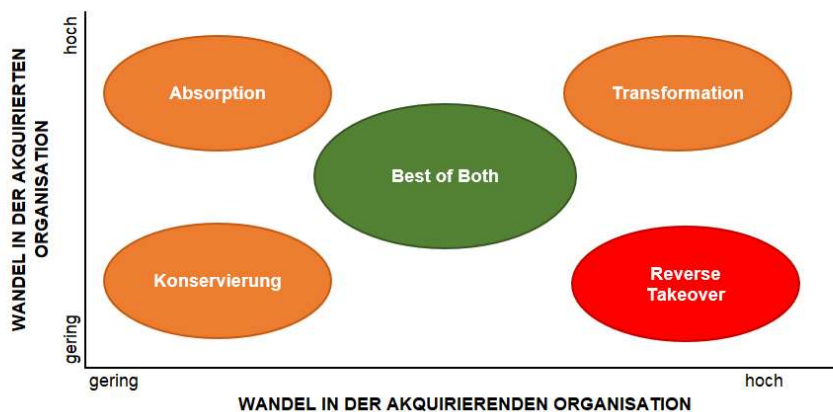 hoch
WANDEL IN DER AKQUIRIERTEN
ORGANISATION
gering
Absorption
Transformation
Best of Both
Konservierung
Reverse
Takeover
gering
hoch
WANDEL IN DER AKQUIRIERENDEN ORGANISATION